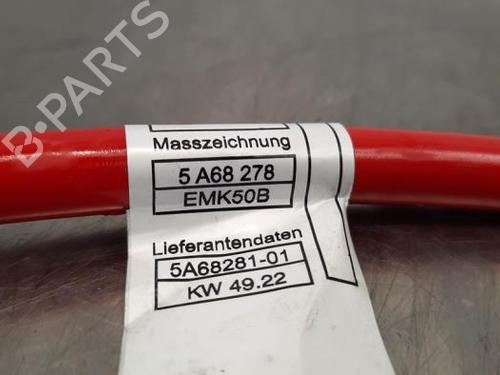 B-PARTS
Masszeichnung
5 A68 278
EMK50B
Lieferantendaten
5A68281-01
KW 49.22